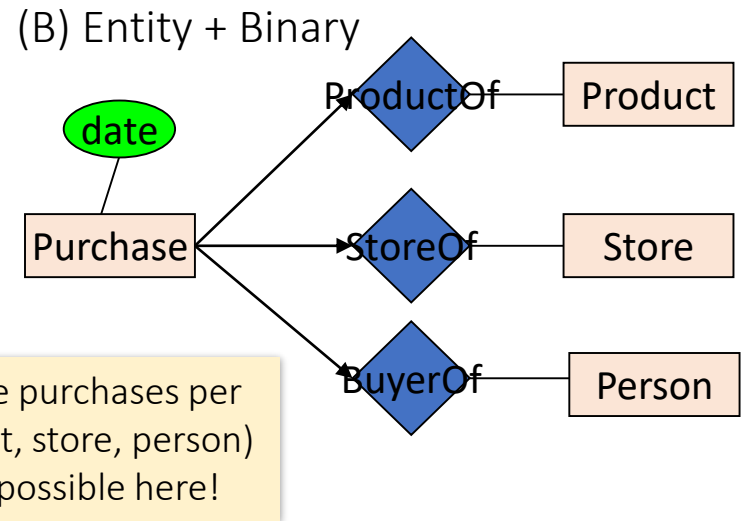 (B) Entity + Binary
ProductOf
Product
date
Purchase
StoreOf
Store
BuyerOf
Person
purchases per
store, person)
possible here!